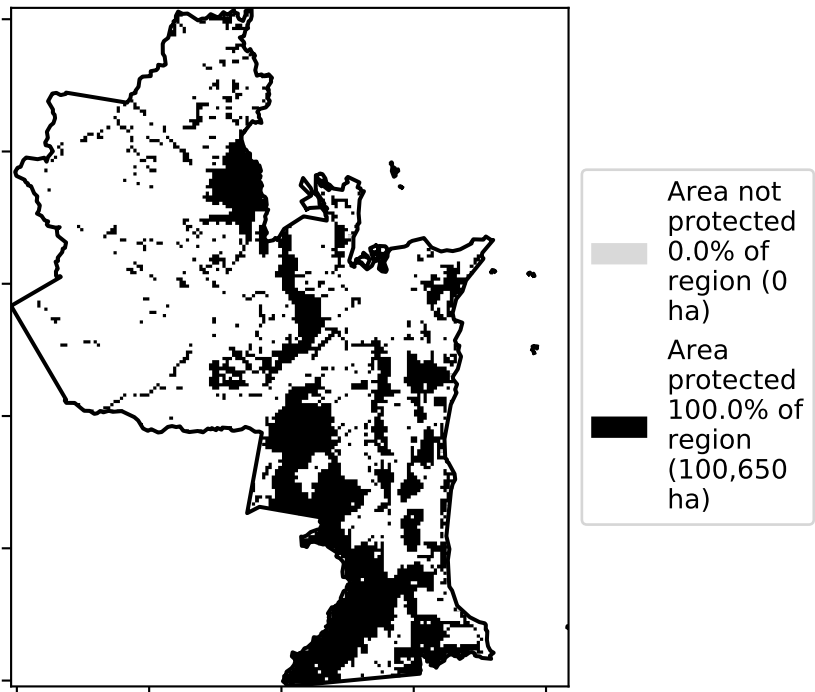 Area not
protected
0.0% of
region (0
ha)
Area
protected
100.0% of
region
(100,650
ha)